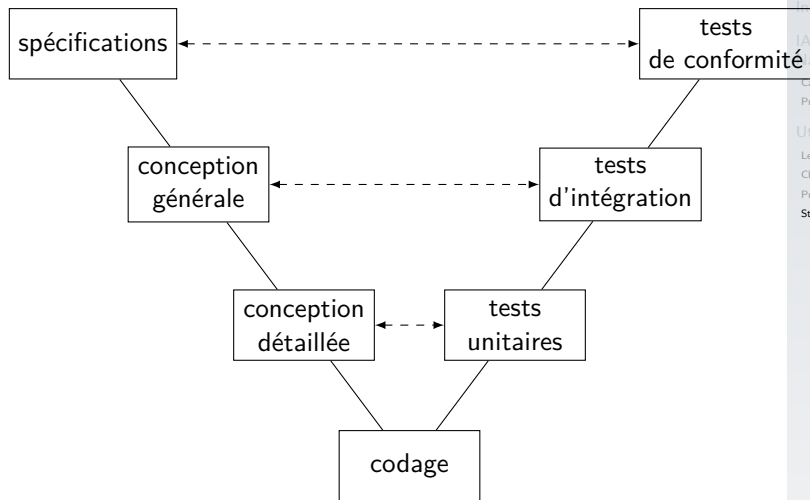 spécifications
tests
de conformité
conception
générale
tests
d'intégration
conception
détaillée
tests
unitaires
codage